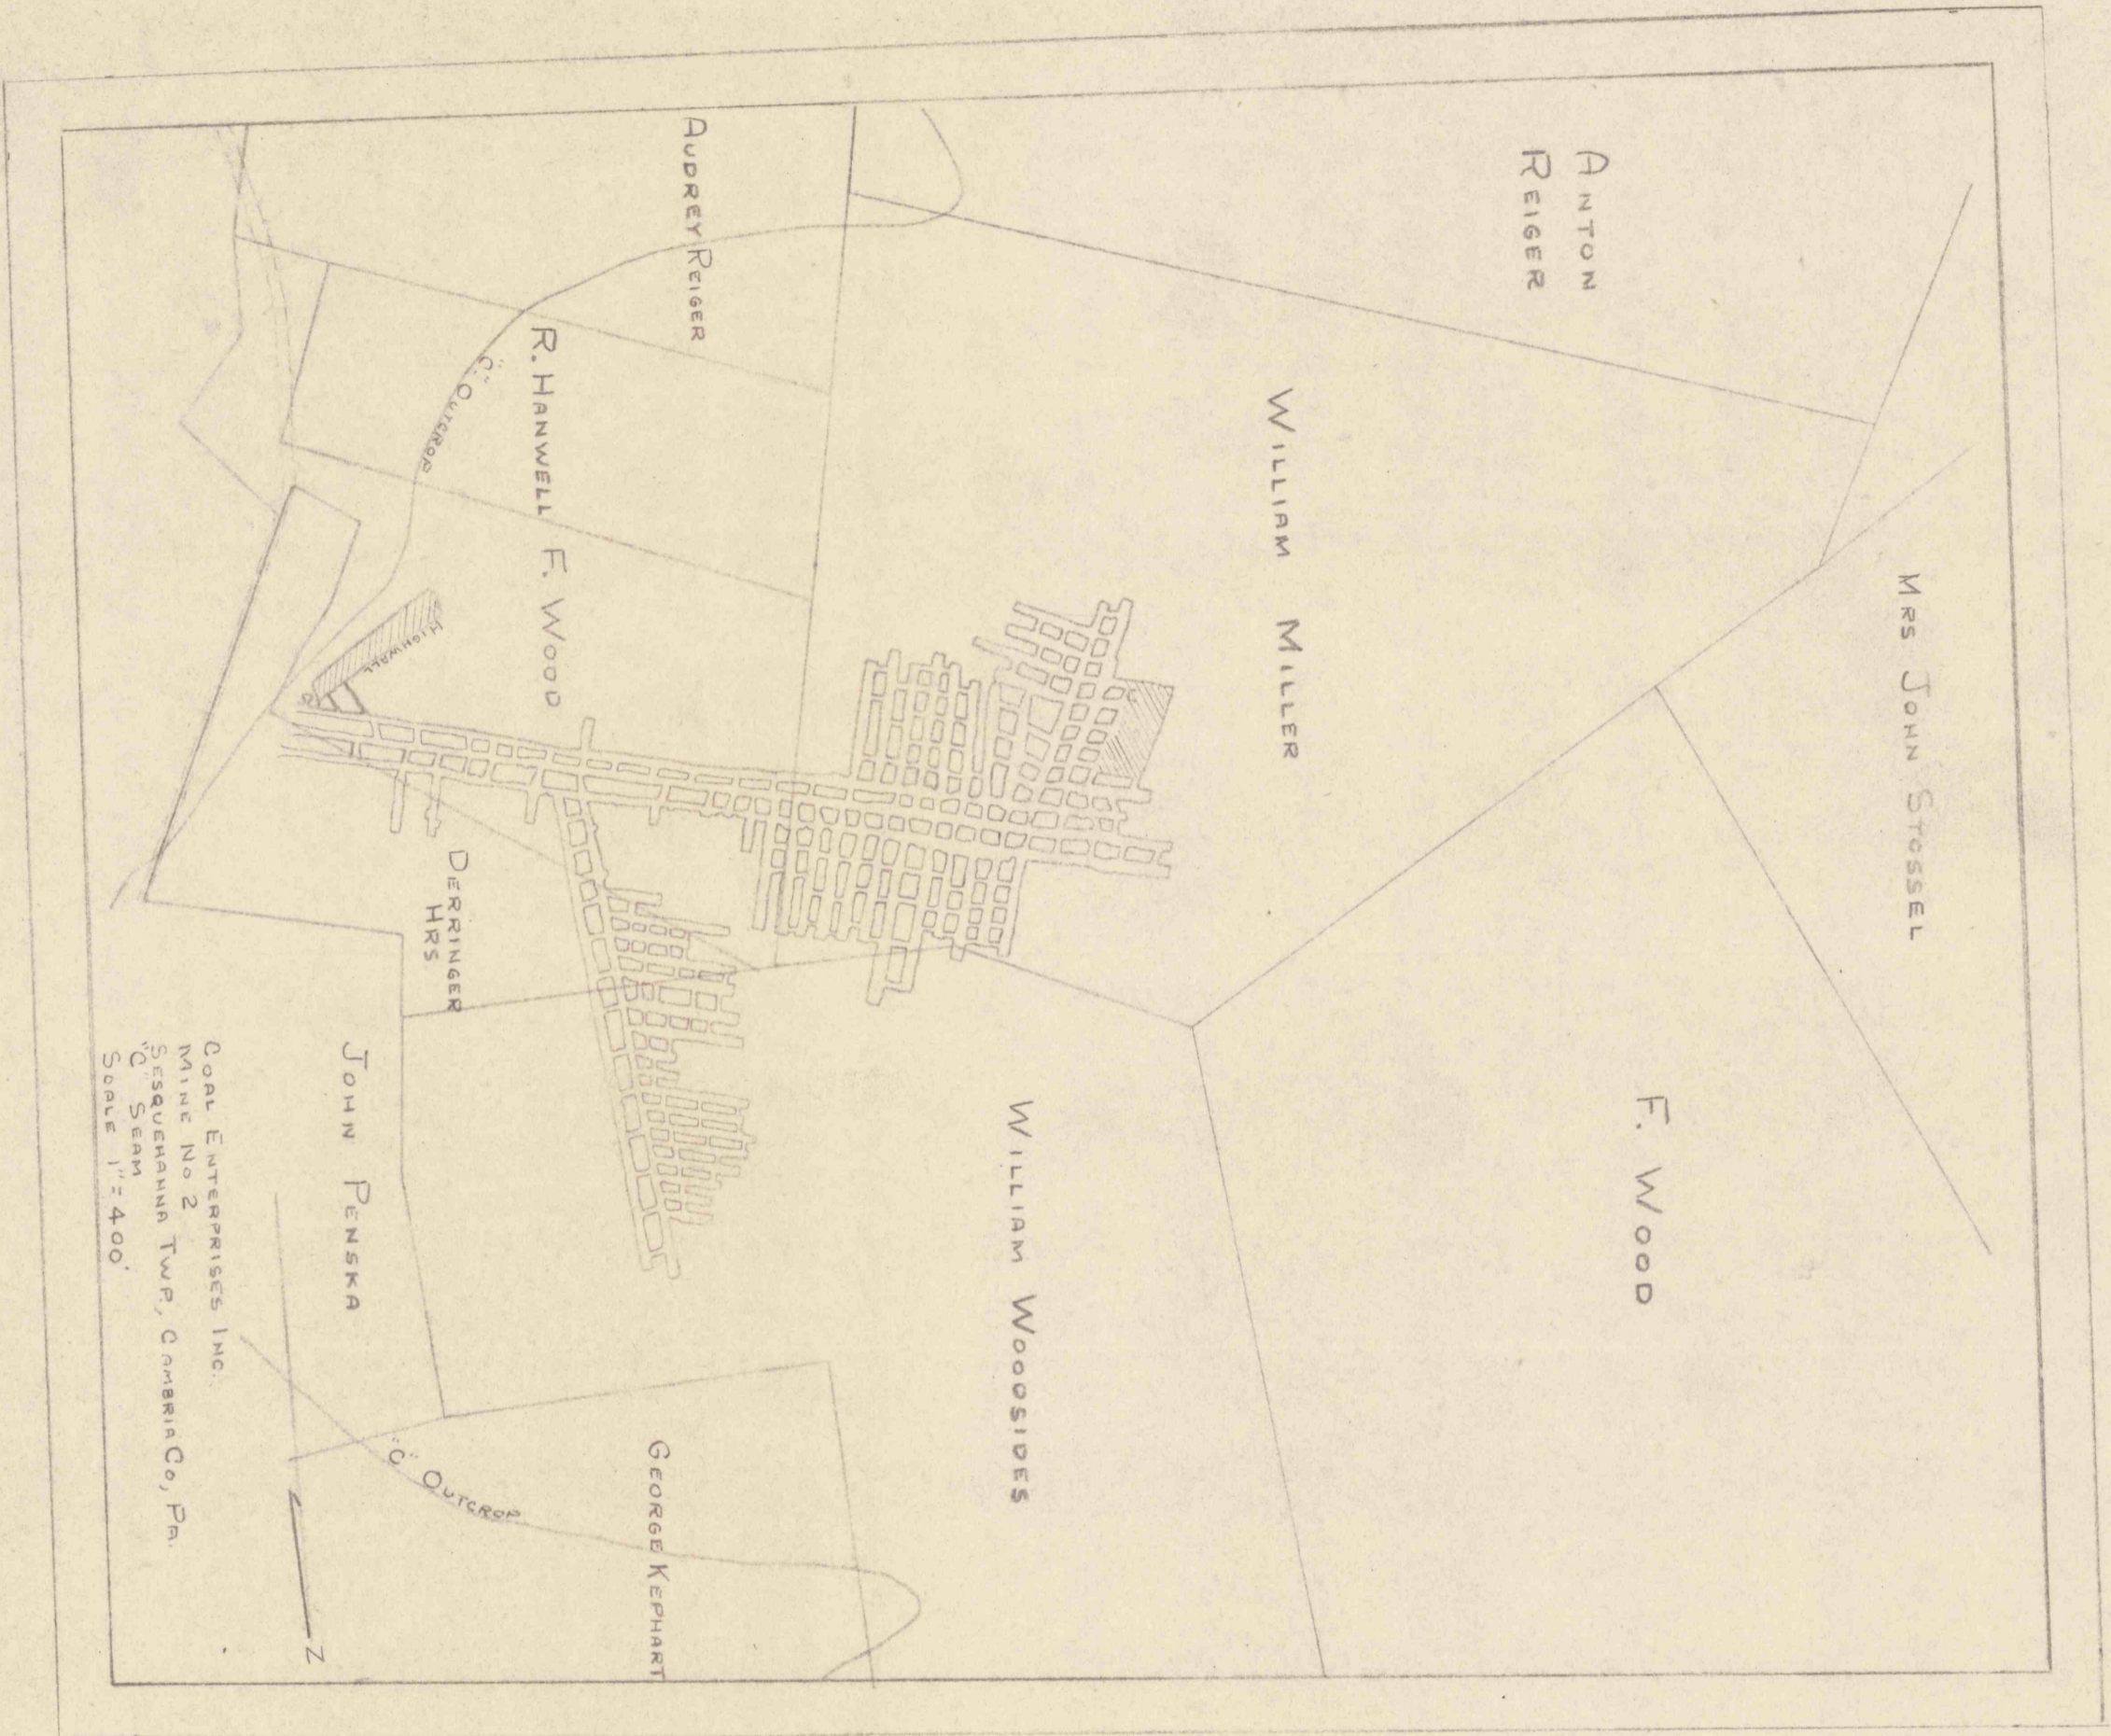 MRS JOHN STOSSEL
ANTON
REIGER
F. WOOD
WILLIAM MILLER
WILLIAM WOODSIDES
AUDREY REIGER
GEORGE KEPHART
R. HANWELL
F. WOOD
"C" OUTCROP
HIGHWALL
DERRINGER
HRS
"C" OUTCROP
JOHN PENSKA
N
COAL ENTERPRISES INC.
MINE NO 2
SESQUEHANNA TWP., CAMBRIA CO, PA.
"C" SEAM
SCALE 1"=400'